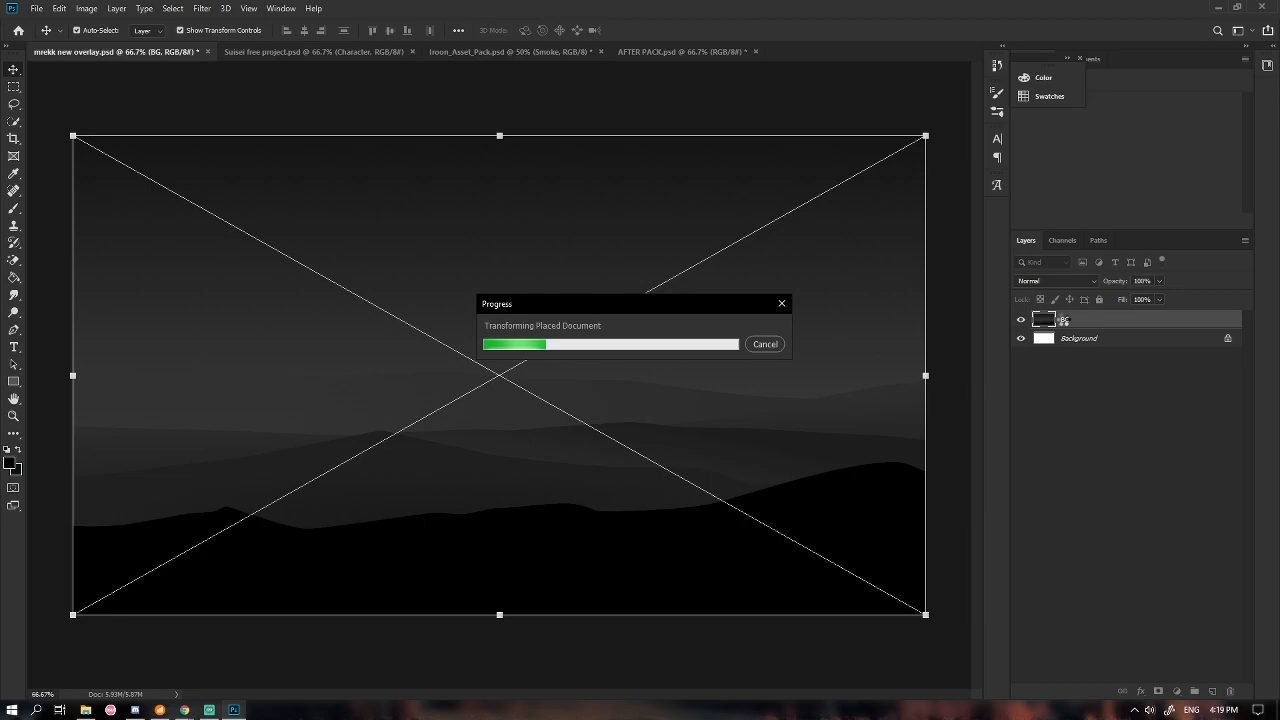 Ps File Edit Image Layer Type Select Filter 3D View Window Help
Auto-Select: Layer Show Transform Controls 3D Mode:
mrekk new overlay.psd @ 66.7% (BG, RGB/8#) * Suisei free project.psd @ 66.7% (Character, RGB/8#) Iroon_Asset_Pack.psd @ 50% (Smoke, RGB/8) * AFTER PACK.psd @ 66.7% (RGB/8#) *
Color
Swatches
Progress
Transforming Placed Document
Cancel
Layers Channels Paths
Kind
Normal Opacity: 100%
Lock: Fill: 100%
BG
Background
66.67% Doc: 5.93M/5.87M
ENG 4:19 PM